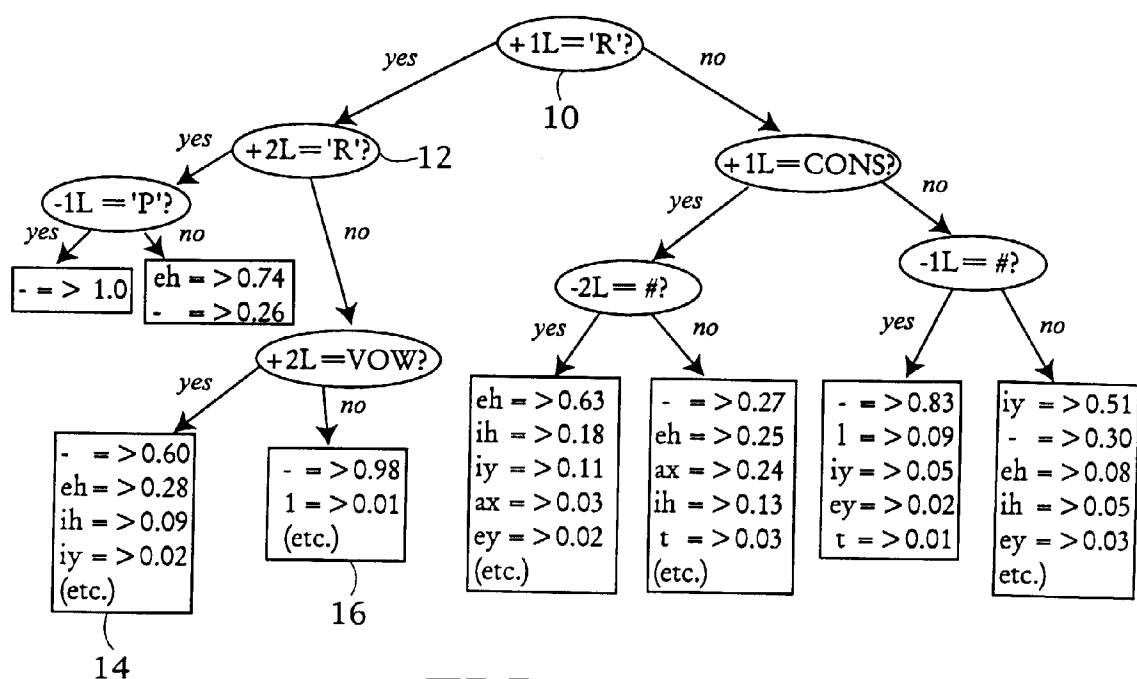 +1L=='R'?
yes
no
10
+2L=='R'?
12
+1L=CONS?
yes
no
yes
no
-1L=='P'?
yes
no
-2L== #?
-1L== #?
- => 1.0
eh =>0.74
- =>0.26
+2L==VOW?
yes
no
yes
no
yes
no
- =>0.60
eh =>0.28
ih =>0.09
iy =>0.02
(etc.)
14
- =>0.98
l =>0.01
(etc.)
16
eh =>0.63
ih =>0.18
iy =>0.11
ax =>0.03
ey =>0.02
(etc.)
- =>0.27
eh =>0.25
ax =>0.24
ih =>0.13
t =>0.03
(etc.)
- =>0.83
l =>0.09
iy =>0.05
ey =>0.02
t =>0.01
iy =>0.51
- =>0.30
eh =>0.08
ih =>0.05
ey =>0.03
etc.)